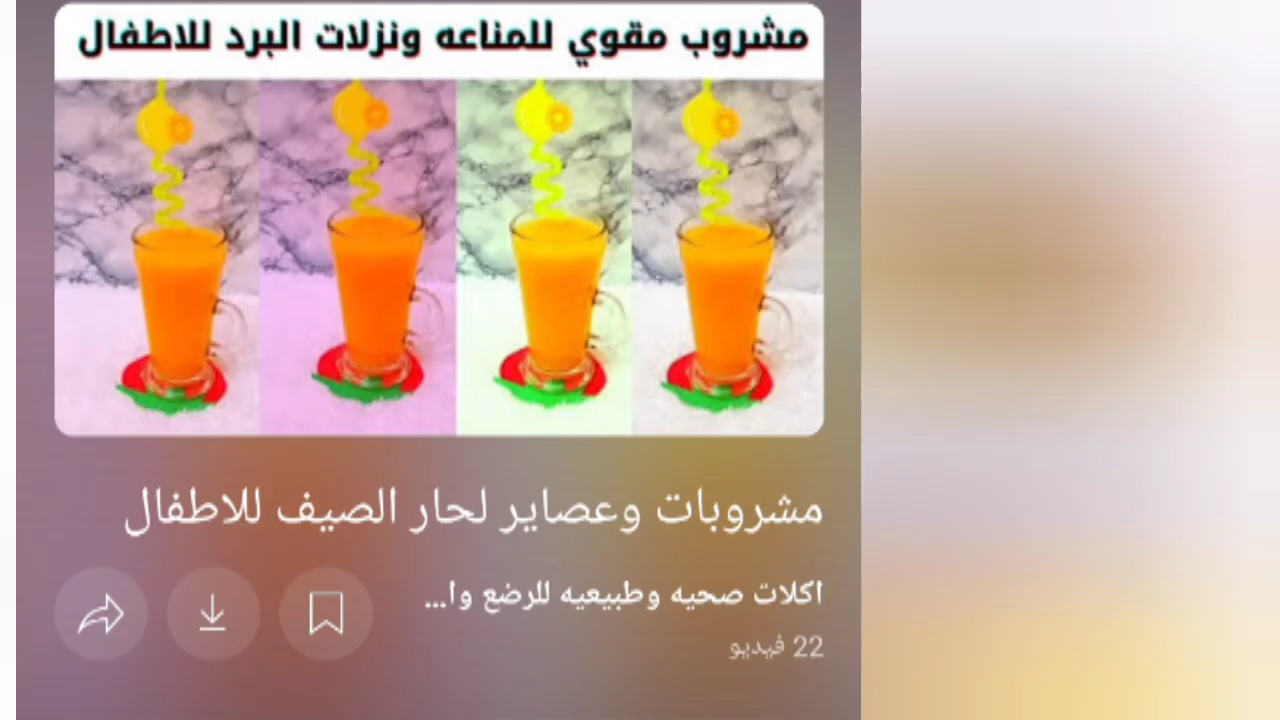 مشروب مقوي للمناعه ونزلات البرد للاطفال
مشروبات وعصاير لحار الصيف للاطفال
اكلات صحيه وطبيعيه للرضع وا...
22 فيديو